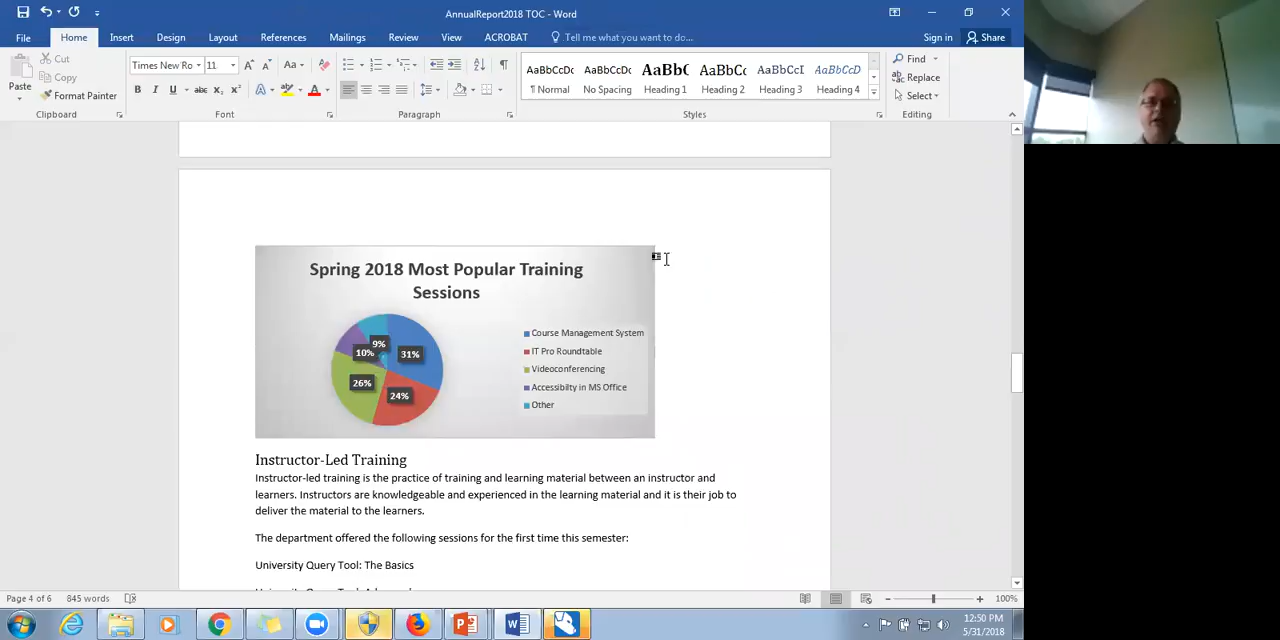 AnnualReport2018 TOC - Word
File Home Insert Design Layout References Mailings Review View ACROBAT Tell me what you want to do... Sign in Share
Cut
Copy
Paste
Format Painter
Times New Ro 11
Aa
B I U abc X₂ X² A A
AaBbCcDc AaBbCcDc AaBbC AaBbCc AaBbCcI AaBbCcD
¶ Normal No Spacing Heading 1 Heading 2 Heading 3 Heading 4
Find
Replace
Select
Clipboard Font Paragraph Styles Editing
Spring 2018 Most Popular Training
Sessions
9%
10%
31%
26%
24%
Course Management System
IT Pro Roundtable
Videoconferencing
Accessibilty in MS Office
Other
Instructor-Led Training
Instructor-led training is the practice of training and learning material between an instructor and
learners. Instructors are knowledgeable and experienced in the learning material and it is their job to
deliver the material to the learners.
The department offered the following sessions for the first time this semester:
University Query Tool: The Basics
Page 4 of 6 845 words 100%
12:50 PM
5/31/2018